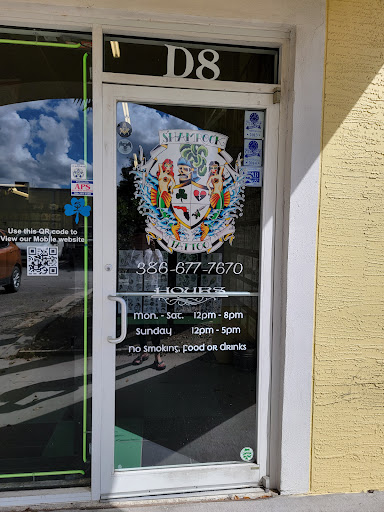 D8
SHAMROCK
TATTOO
APS
Use this QR code to
View our Mobile website
386-677-7670
HOURS
Mon. - Sat. 12pm - 8pm
Sunday 12pm - 5pm
No Smoking, Food or Drinks